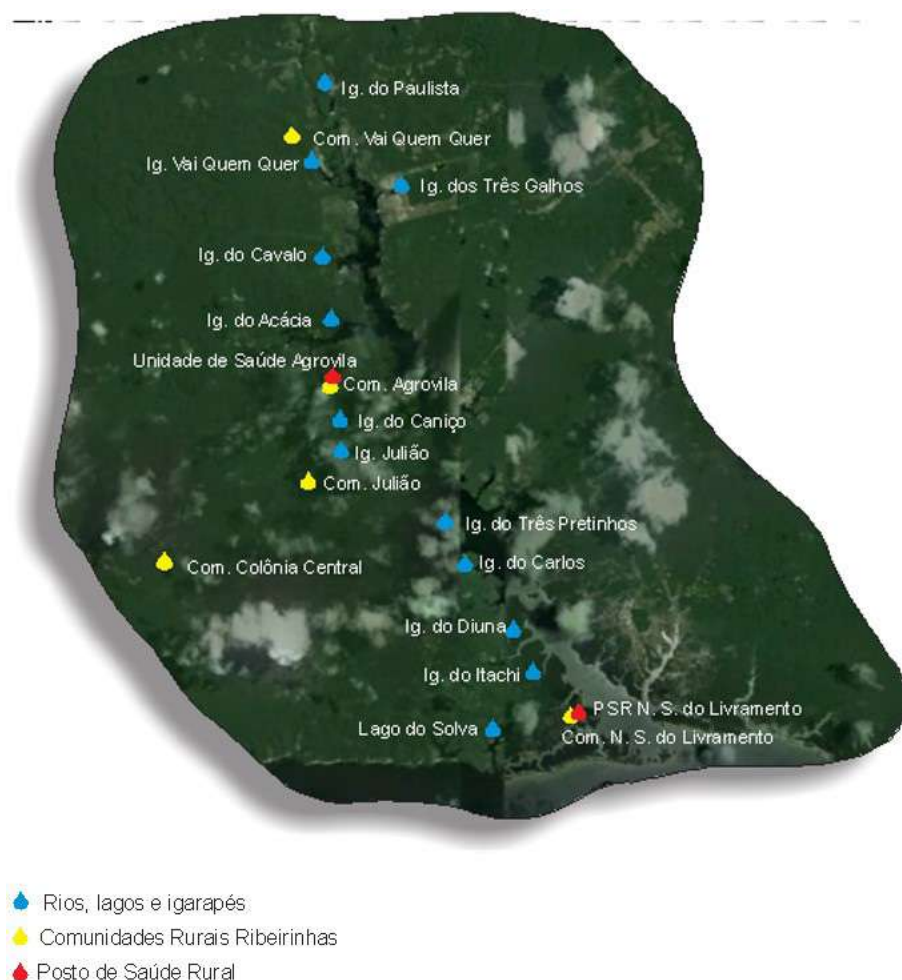 Ig. do Paulista
Com. Vai Quem Quer
Ig. Vai Quem Quer
Ig. dos Três Galhos
Ig. do Cavalo
Ig. do Acácia
Unidade de Saúde Agrovila
Com. Agrovila
Ig. do Caniço
Ig. Julião
Com. Julião
Ig. do Três Pretinhos
Com. Colônia Central
Ig. do Carlos
Ig. do Diuna
Ig. do Itachi
PSR N. S. do Livramento
Lago do Solva
Com. N. S. do Livramento
Rios, lagos e igarapés
Comunidades Rurais Ribeirinhas
Posto de Saúde Rural